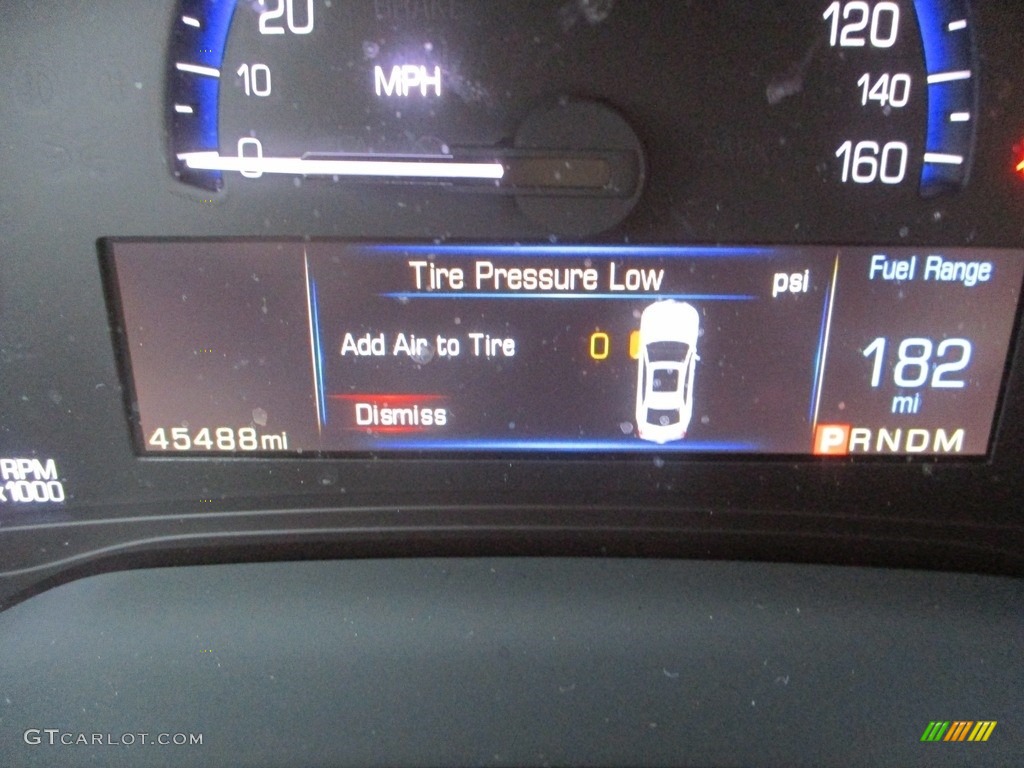 20
120
10
MPH
140
0
160
Tire Pressure Low
psi
Fuel Range
Add Air to Tire
0
182
mi
Dismiss
45488mi
PRNDM
RPM
x1000
GTCARLOT.COM